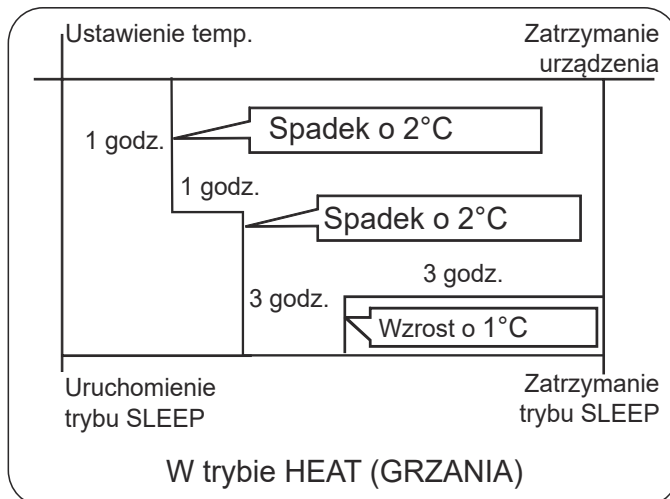 Ustawienie temp.
Zatrzymanie
urządzenia
1 godz.
Spadek o 2°C
1 godz.
Spadek o 2°C
3 godz.
3 godz.
Wzrost o 1°C
Uruchomienie
trybu SLEEP
Zatrzymanie
trybu SLEEP
W trybie HEAT (GRZANIA)